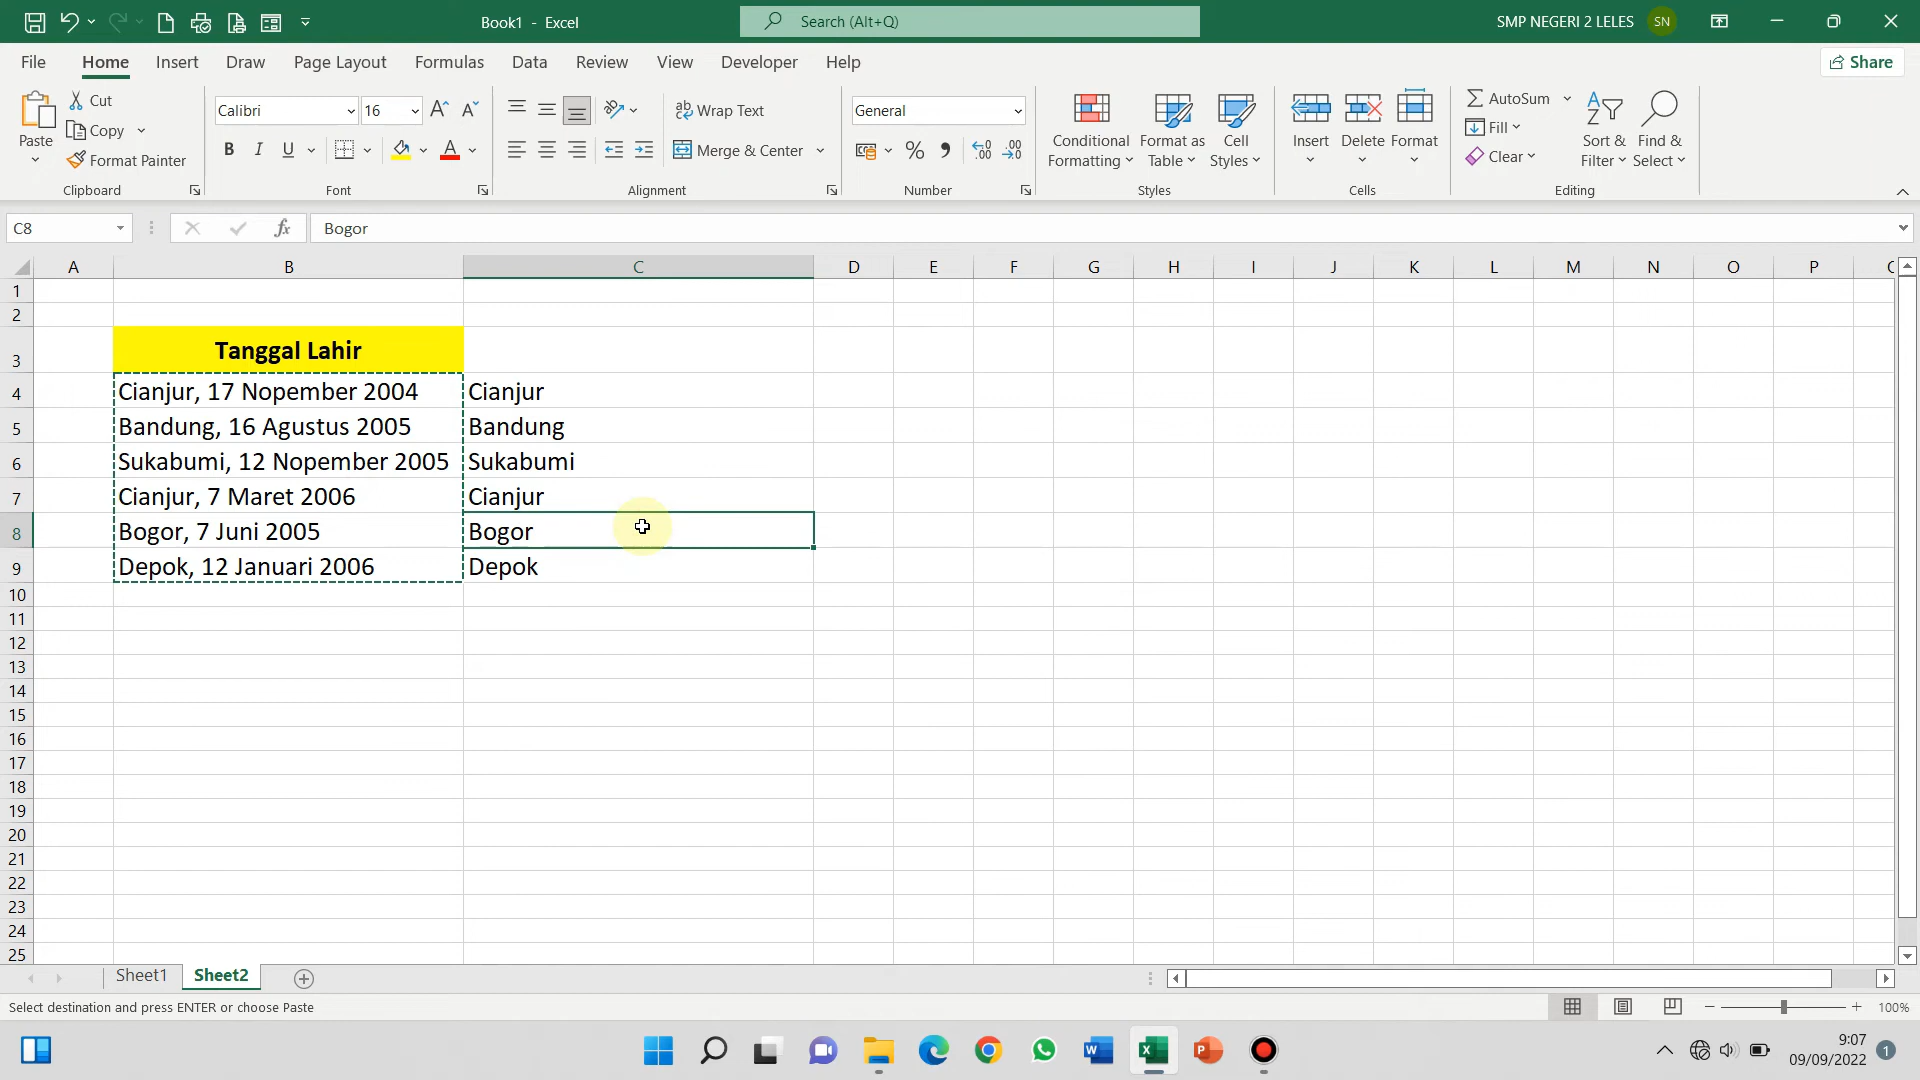 Book1 - Excel
Search (Alt+Q)
SMP NEGERI 2 LELES
SN
File Home Insert Draw Page Layout Formulas Data Review View Developer Help
Share
Paste
Cut
Copy
Format Painter
Clipboard
Calibri
16
B I U
A
Font
Wrap Text
Merge & Center
Alignment
General
%
Number
Conditional Formatting
Format as Table
Cell Styles
Styles
Insert
Delete
Format
Cells
AutoSum
Fill
Clear
Sort & Filter
Find & Select
Editing
C8
fx
Bogor
A B C D E F G H I J K L M N O P
1
2
3 Tanggal Lahir
4 Cianjur, 17 Nopember 2004 Cianjur
5 Bandung, 16 Agustus 2005 Bandung
6 Sukabumi, 12 Nopember 2005 Sukabumi
7 Cianjur, 7 Maret 2006 Cianjur
8 Bogor, 7 Juni 2005 Bogor
9 Depok, 12 Januari 2006 Depok
10
11
12
13
14
15
16
17
18
19
20
21
22
23
24
25
Sheet1 Sheet2
Select destination and press ENTER or choose Paste
100%
9:07
09/09/2022
1